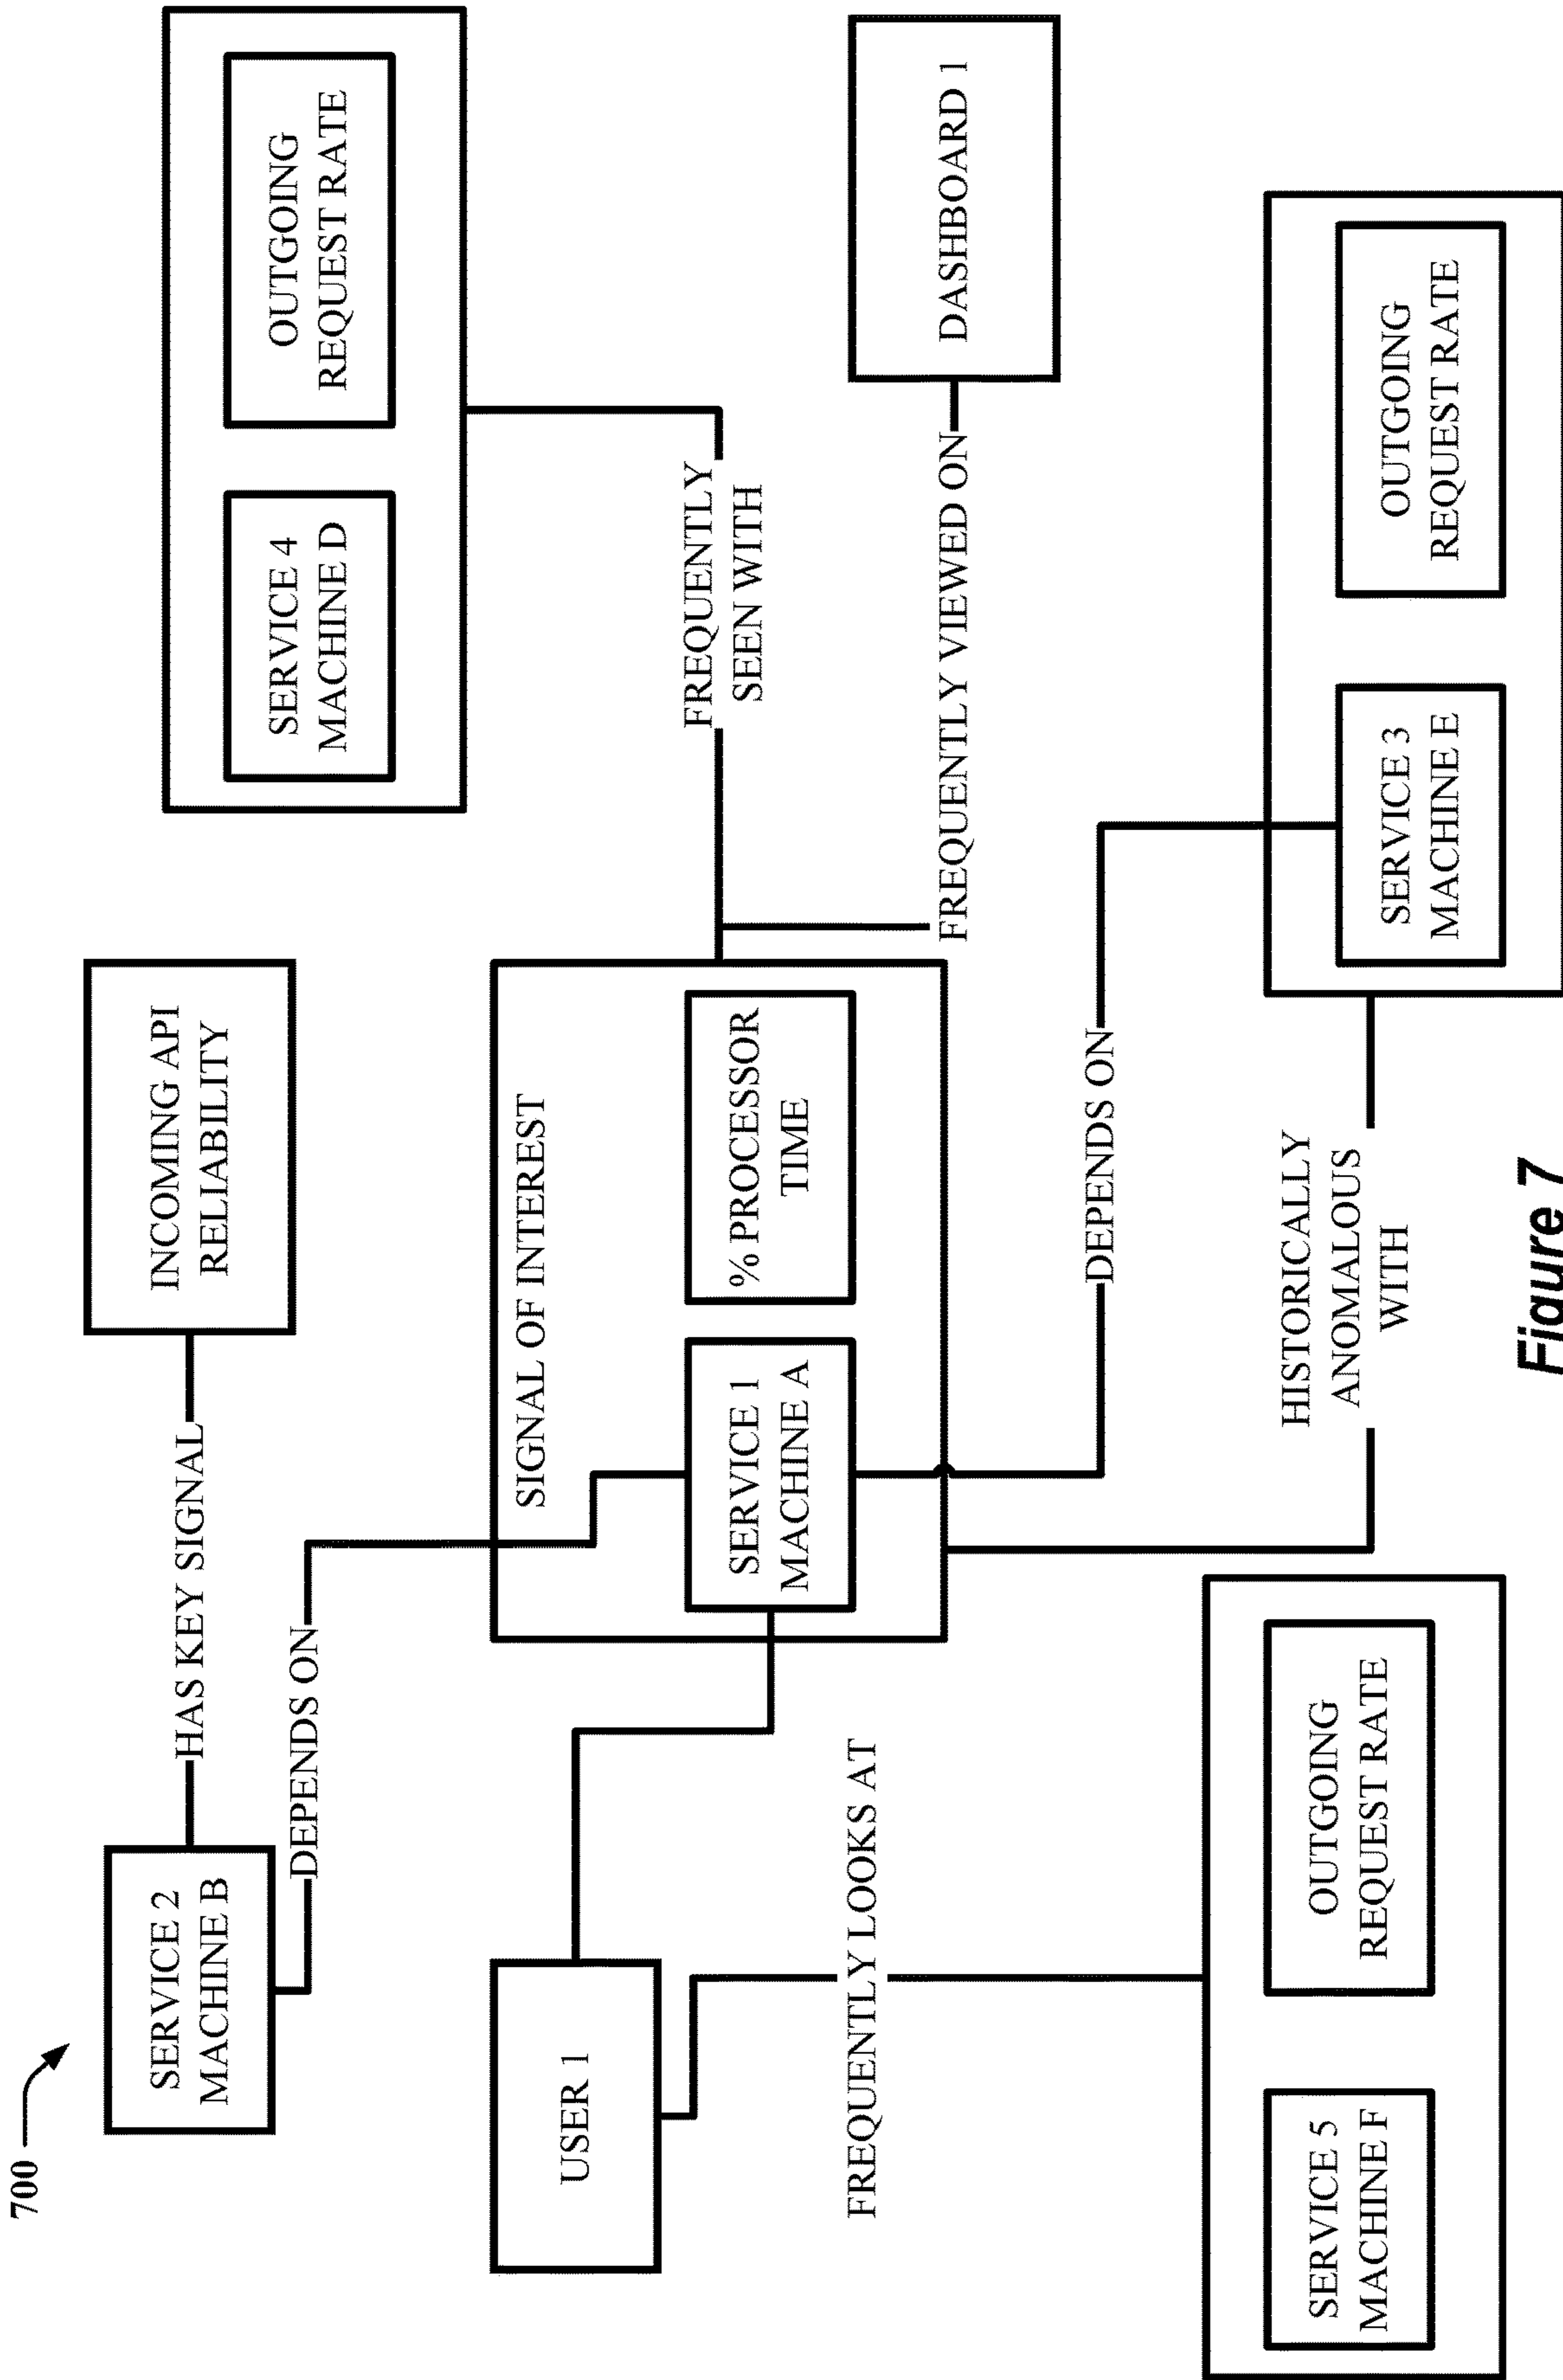 700
SERVICE 2
MACHINE B
HAS KEY SIGNAL
INCOMING API
RELIABILITY
SERVICE 4
MACHINE D
OUTGOING
REQUEST RATE
DEPENDS ON
SIGNAL OF INTEREST
USER 1
SERVICE 1
MACHINE A
% PROCESSOR
TIME
FREQUENTLY
SEEN WITH
FREQUENTLY LOOKS AT
FREQUENTLY VIEWED ON
DASHBOARD 1
DEPENDS ON
SERVICE 5
MACHINE F
OUTGOING
REQUEST RATE
HISTORICALLY
ANOMALOUS
WITH
SERVICE 3
MACHINE E
OUTGOING
REQUEST RATE
Figure 7